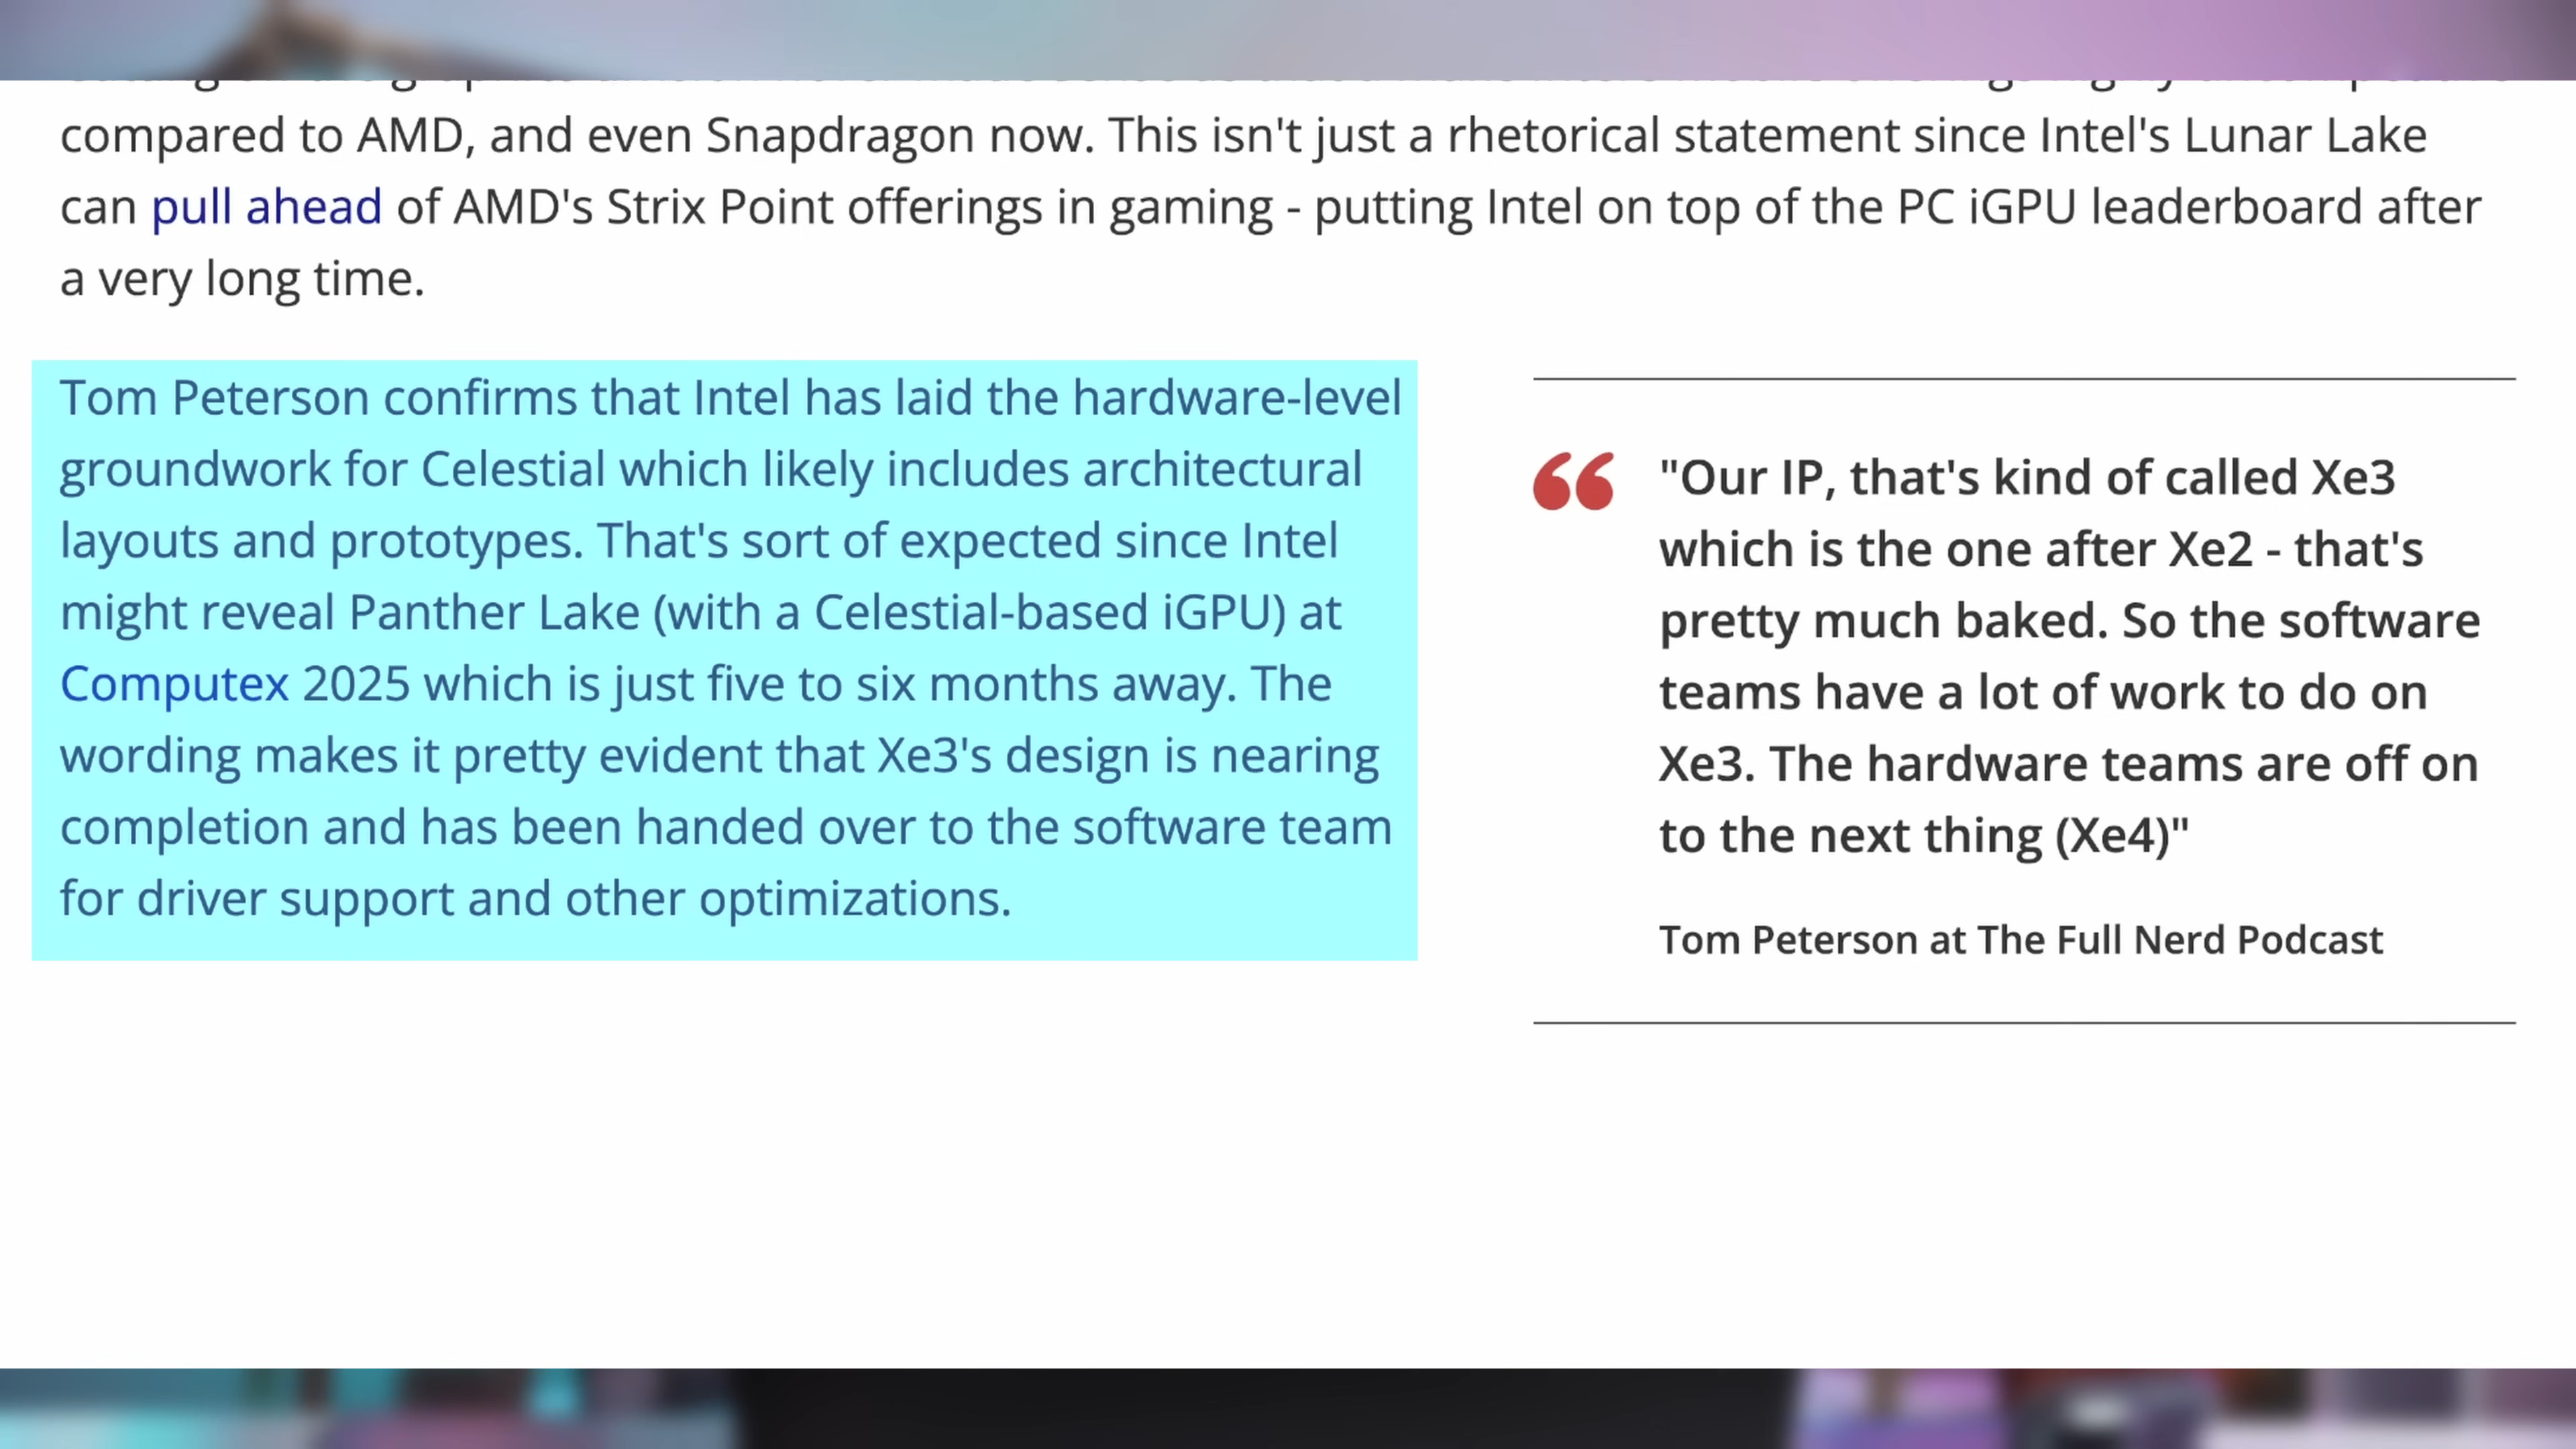 compared to AMD, and even Snapdragon now. This isn't just a rhetorical statement since Intel's Lunar Lake
can pull ahead of AMD's Strix Point offerings in gaming - putting Intel on top of the PC iGPU leaderboard after
a very long time.
Tom Peterson confirms that Intel has laid the hardware-level
groundwork for Celestial which likely includes architectural
layouts and prototypes. That's sort of expected since Intel
might reveal Panther Lake (with a Celestial-based iGPU) at
Computex 2025 which is just five to six months away. The
wording makes it pretty evident that Xe3's design is nearing
completion and has been handed over to the software team
for driver support and other optimizations.
"Our IP, that's kind of called Xe3
which is the one after Xe2 - that's
pretty much baked. So the software
teams have a lot of work to do on
Xe3. The hardware teams are off on
to the next thing (Xe4)"
Tom Peterson at The Full Nerd Podcast